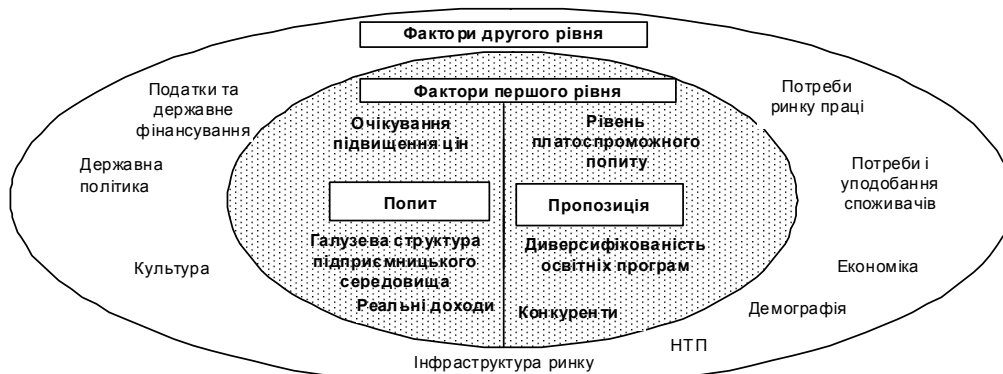 Фактори другого рівня
Податки та
державне
фінансування
Державна
політика
Культура
Фактори першого рівня
Очікування
підвищення цін
Попит
Галузева структура
підприємницького
середовища
Реальні доходи
Рівень
платоспроможного
попиту
Пропозиція
Диверсифікованість
освітніх програм
Конкуренти
Потреби
ринку праці
Потреби і
уподобання
споживачів
Економіка
Демографія
НТП
Інфраструктура ринку